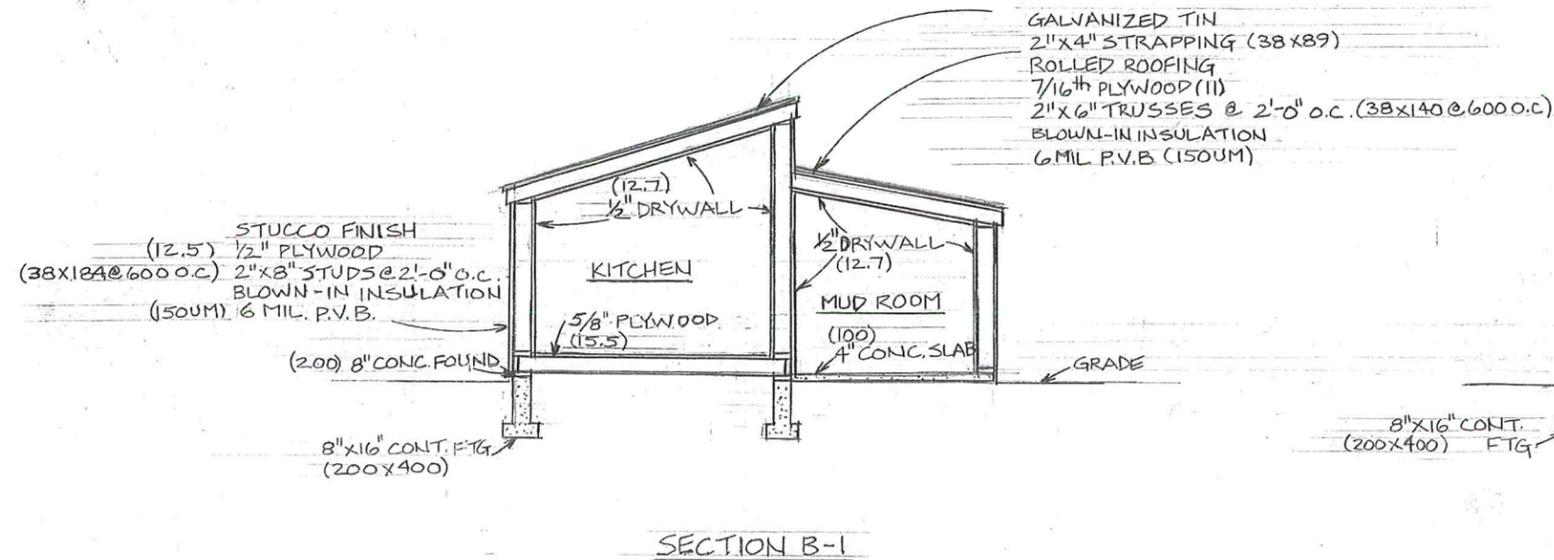 GALVANIZED TIN
2"X4" STRAPPING (38X89)
ROLLED ROOFING
7/16th PLYWOOD (11)
2"X6" TRUSSES @ 2'-0" O.C. (38X140@600 O.C)
BLOWN-IN INSULATION
6 MIL P.V.B (150UM)
(12.7)
1/2" DRYWALL
STUCCO FINISH
(12.5) 1/2" PLYWOOD
(38X184@600 O.C) 2"X8" STUDS@2'-0" O.C.
BLOWN-IN INSULATION
(150UM) 6 MIL. P.V.B.
KITCHEN
1/2" DRYWALL
(12.7)
MUD ROOM
5/8" PLYWOOD
(15.5)
(100)
4" CONC. SLAB
(200) 8" CONC. FOUND
GRADE
8"X16" CONT. FTG
(200X400)
8"X16" CONT.
(200X400) FTG
SECTION B-1